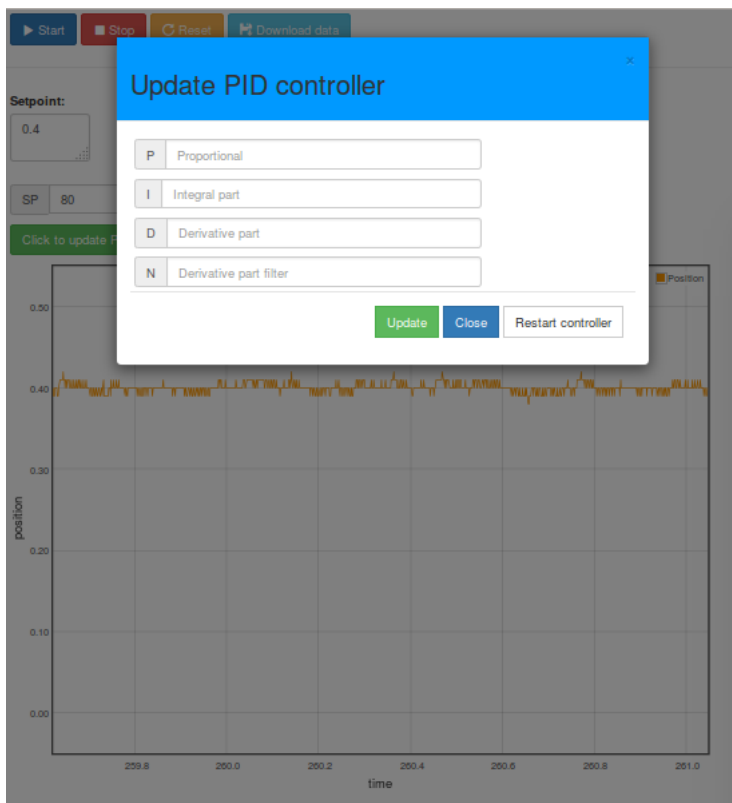 Start Stop Reset Download data
×
Update PID controller
Setpoint:
0.4
P Proportional
SP 80
I Integral part
Click to update
D Derivative part
N Derivative part filter
Position
Update Close Restart controller
0.50
0.40
0.30
0.20
0.10
0.00
position
259.8 260.0 260.2 260.4 260.6 260.8 261.0
time